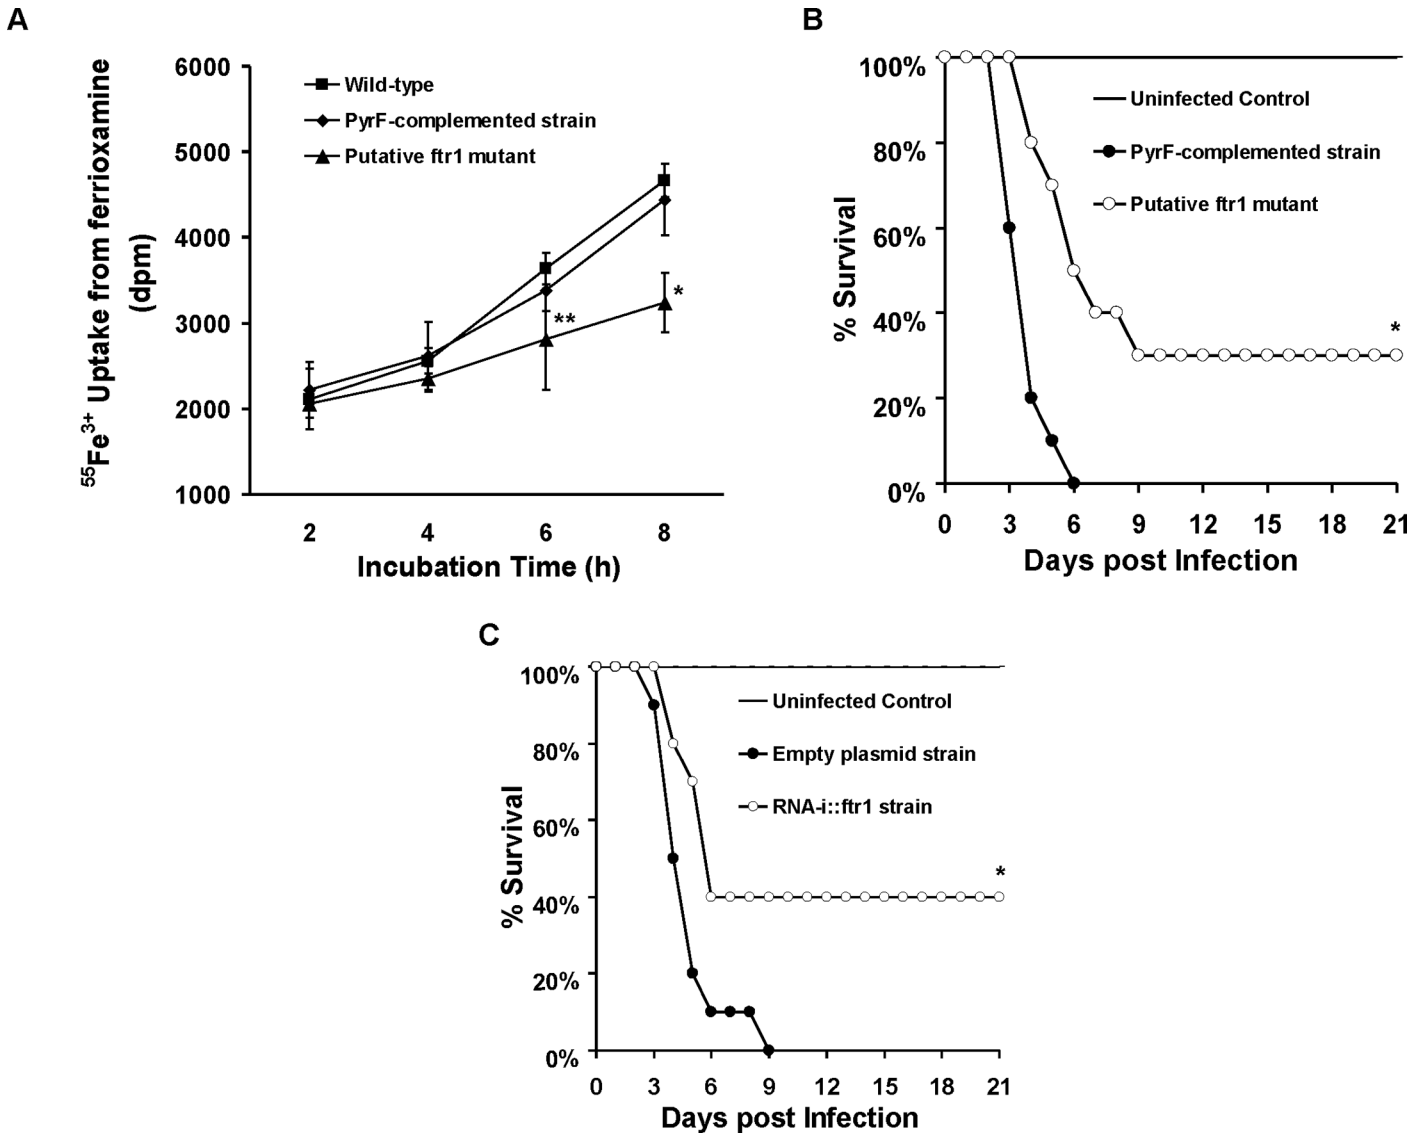 A
6000
5000
4000
3000
2000
1000
55Fe3+ Uptake from ferrioxamine
(dpm)
Wild-type
PyrF-complemented strain
Putative ftr1 mutant
**
*
2 4 6 8
Incubation Time (h)
B
100%
80%
60%
40%
20%
0%
% Survival
Uninfected Control
PyrF-complemented strain
Putative ftr1 mutant
*
0 3 6 9 12 15 18 21
Days post Infection
C
100%
80%
60%
40%
20%
0%
% Survival
Uninfected Control
Empty plasmid strain
RNA-i::ftr1 strain
*
0 3 6 9 12 15 18 21
Days post Infection